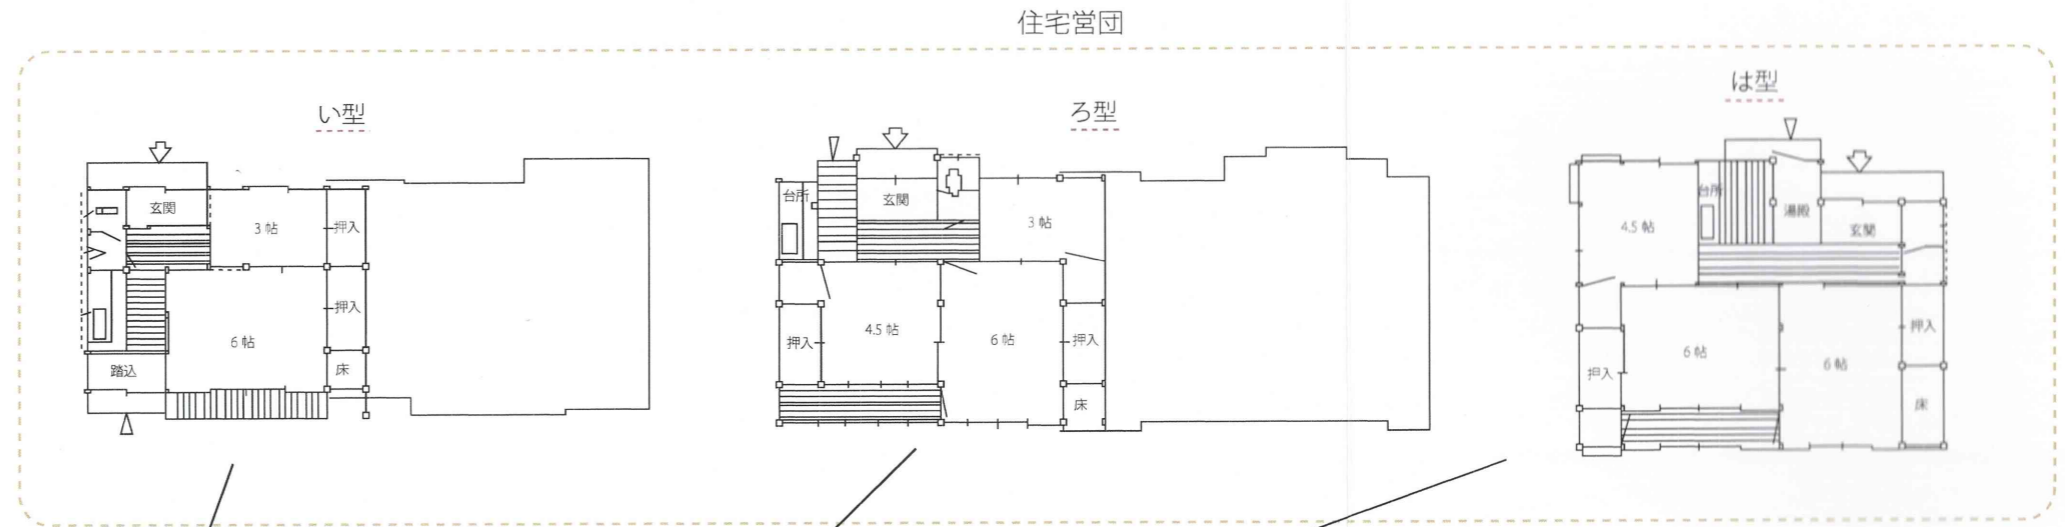 住宅営団
い型
玄関
3 帖
押入
押入
6 帖
踏込
床
ろ型
台所
玄関
3 帖
4.5 帖
押入
6 帖
押入
床
は型
台所
湯殿
4.5 帖
玄関
6 帖
6 帖
押入
押入
床